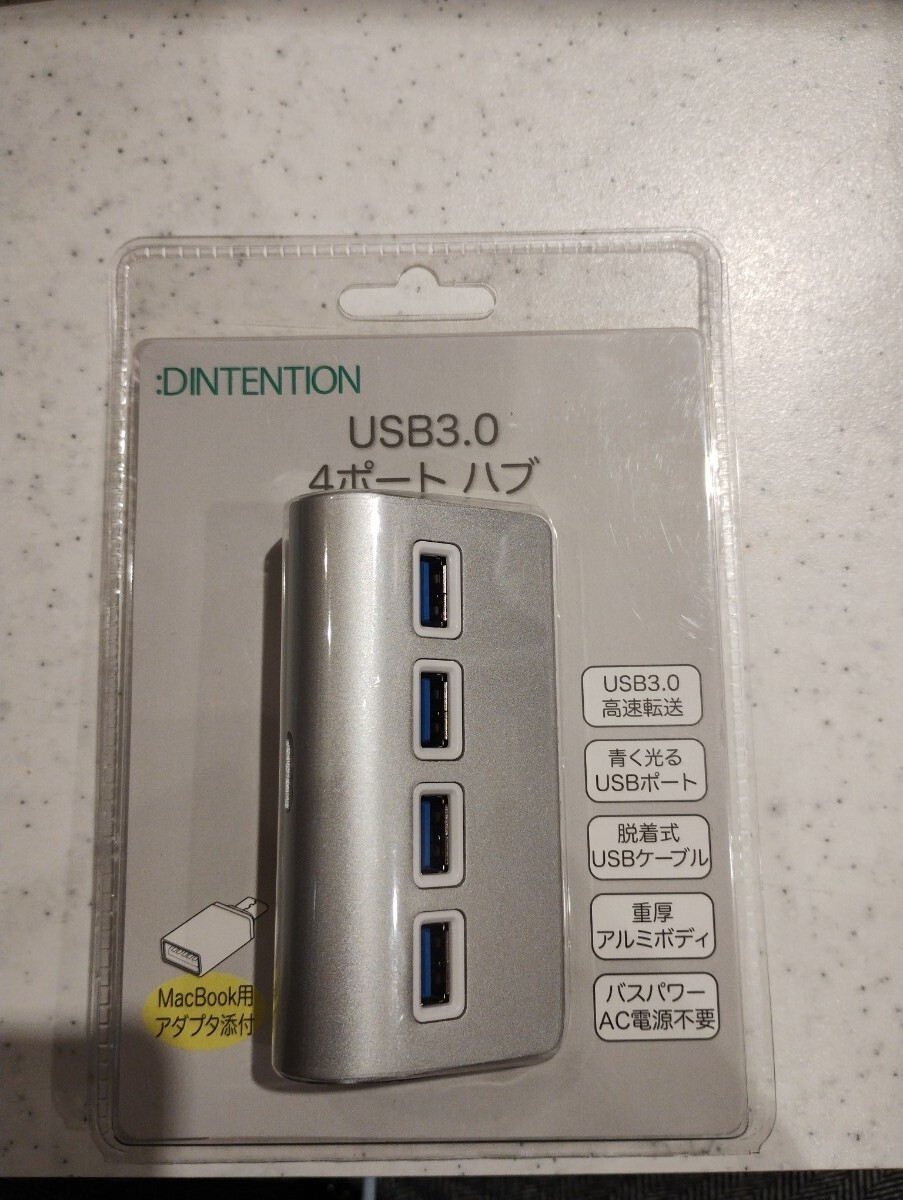 :DINTENTION
USB3.0
4ポート ハブ
USB3.0
高速転送
青く光る
USBポート
脱着式
USBケーブル
重厚
アルミボディ
バスパワー
AC電源不要
MacBook用
アダプタ添付